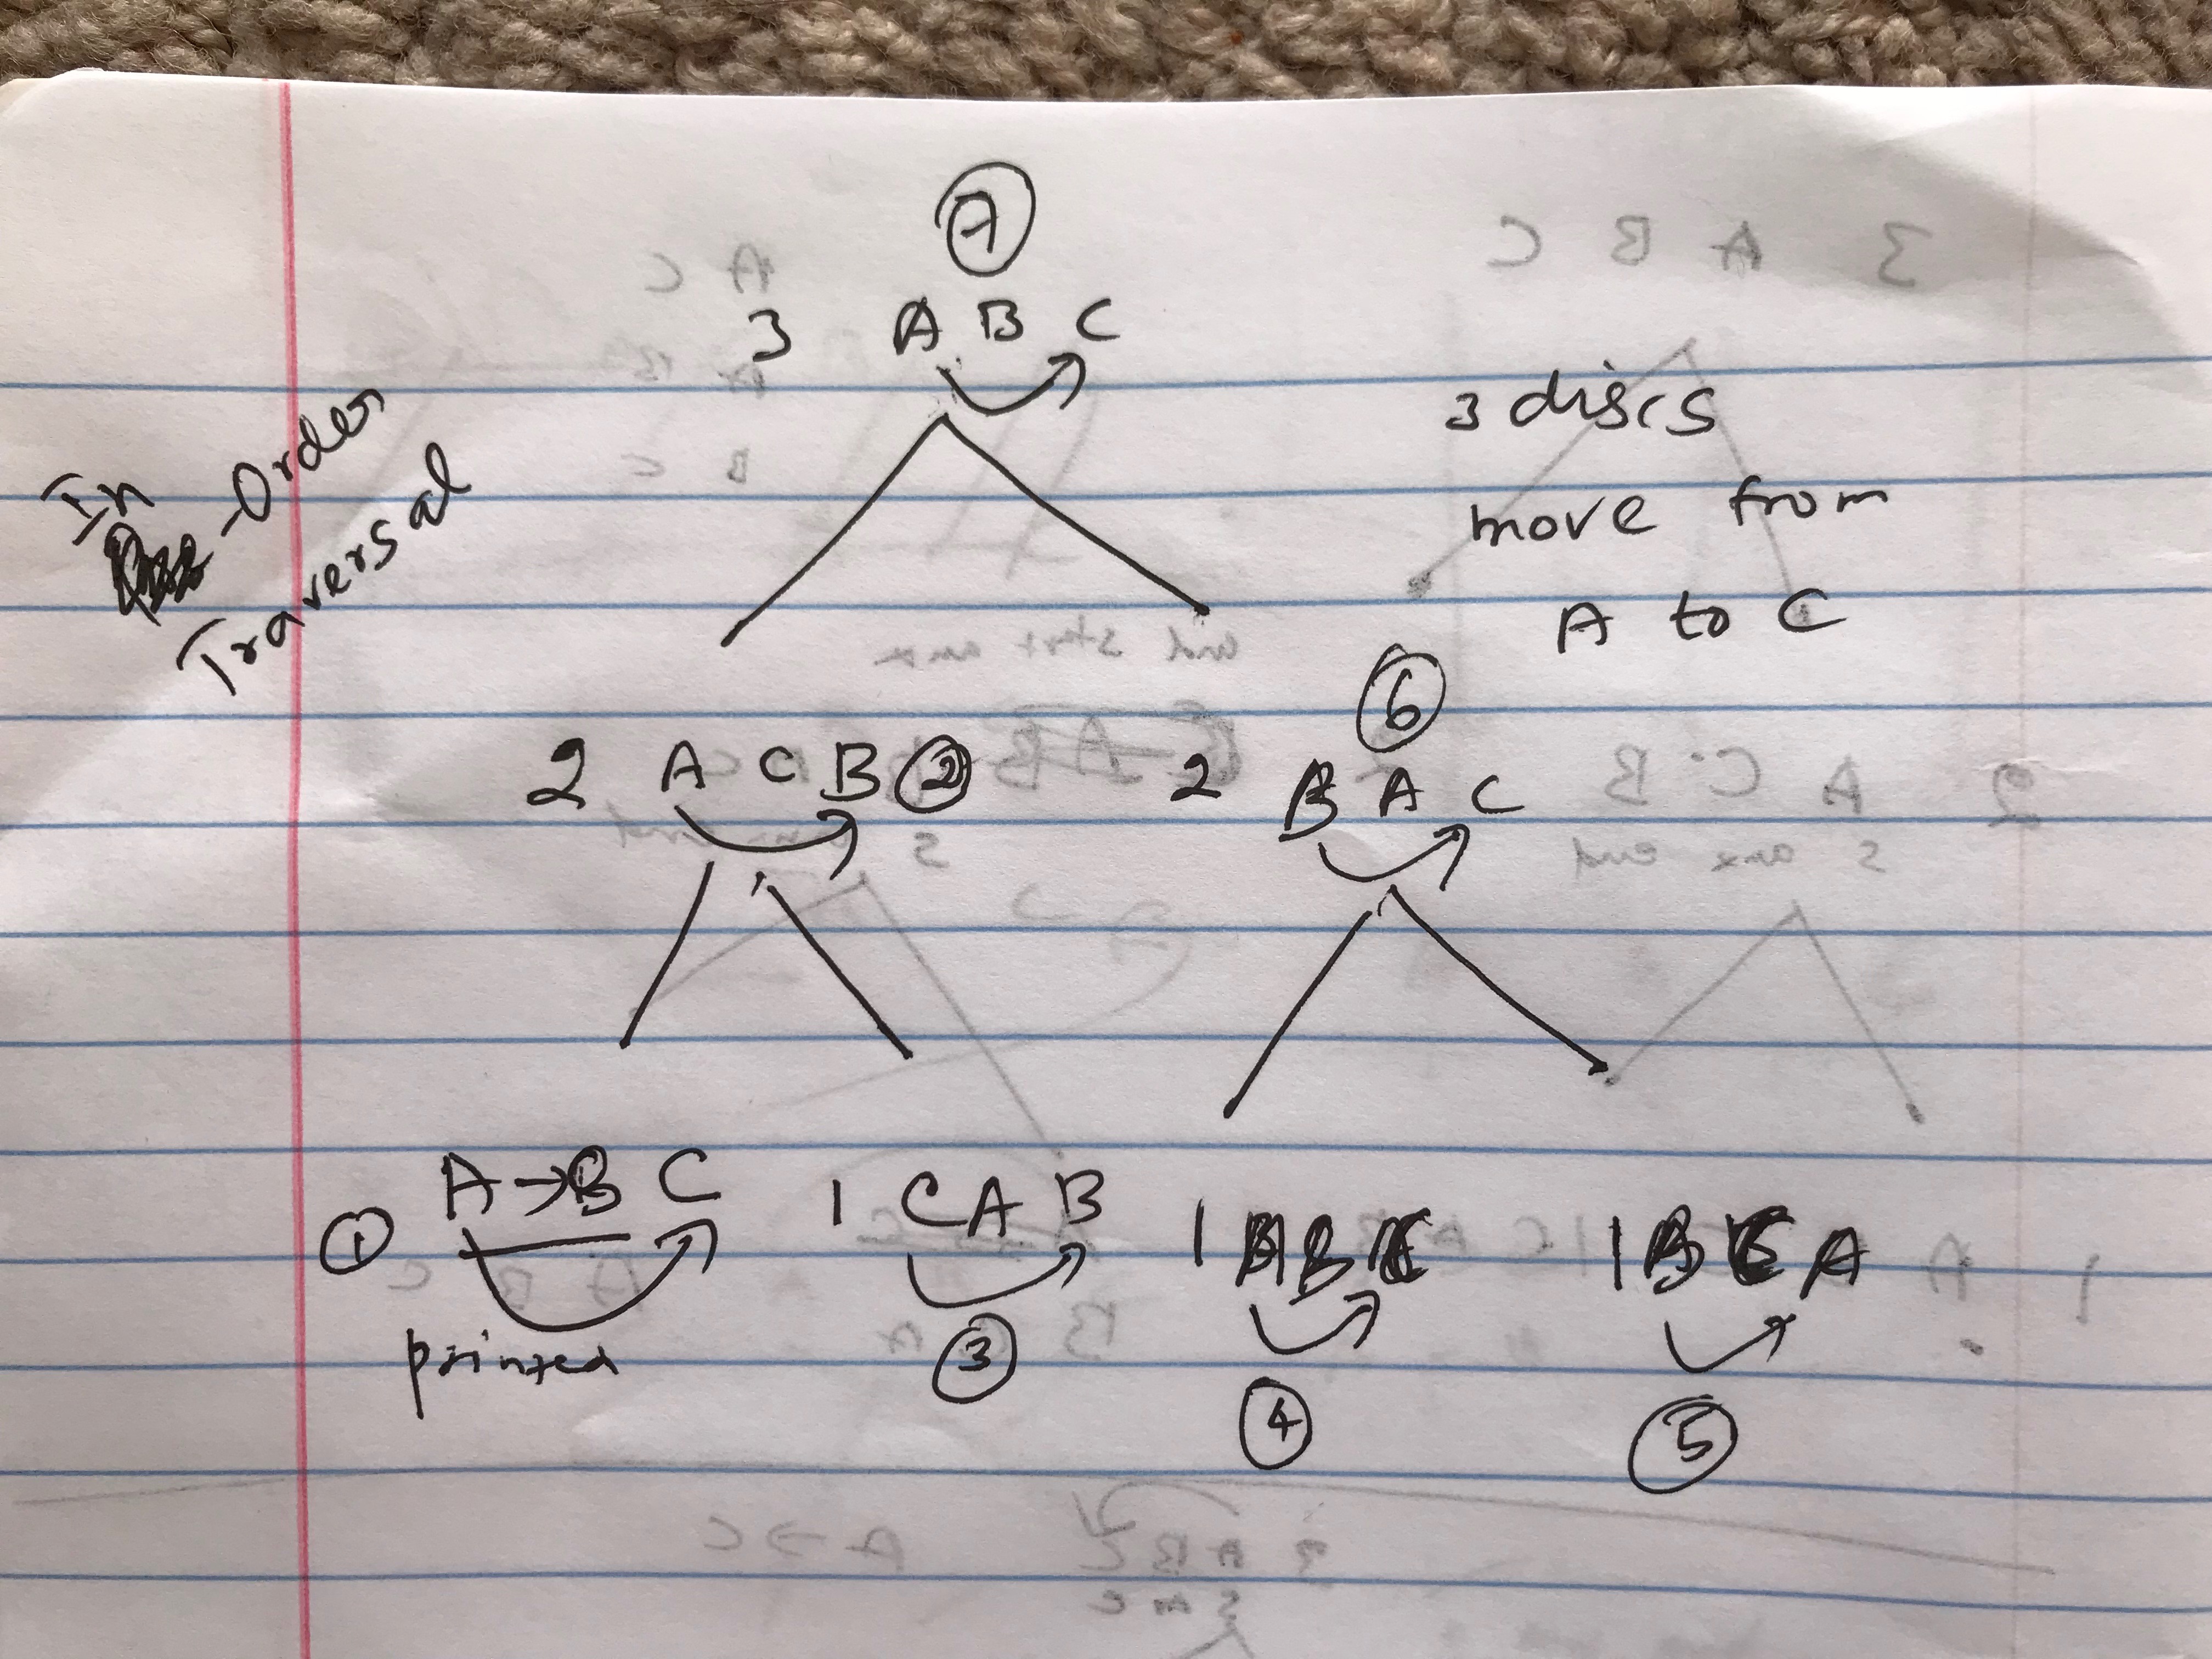 7
3 A B C
In -Order
Traversal
3 discs
move from
A to C
6
2 A C B 2
2 B A C
1 A→B C
printed
1 C A B
3
1 B
4
1 B C A
5